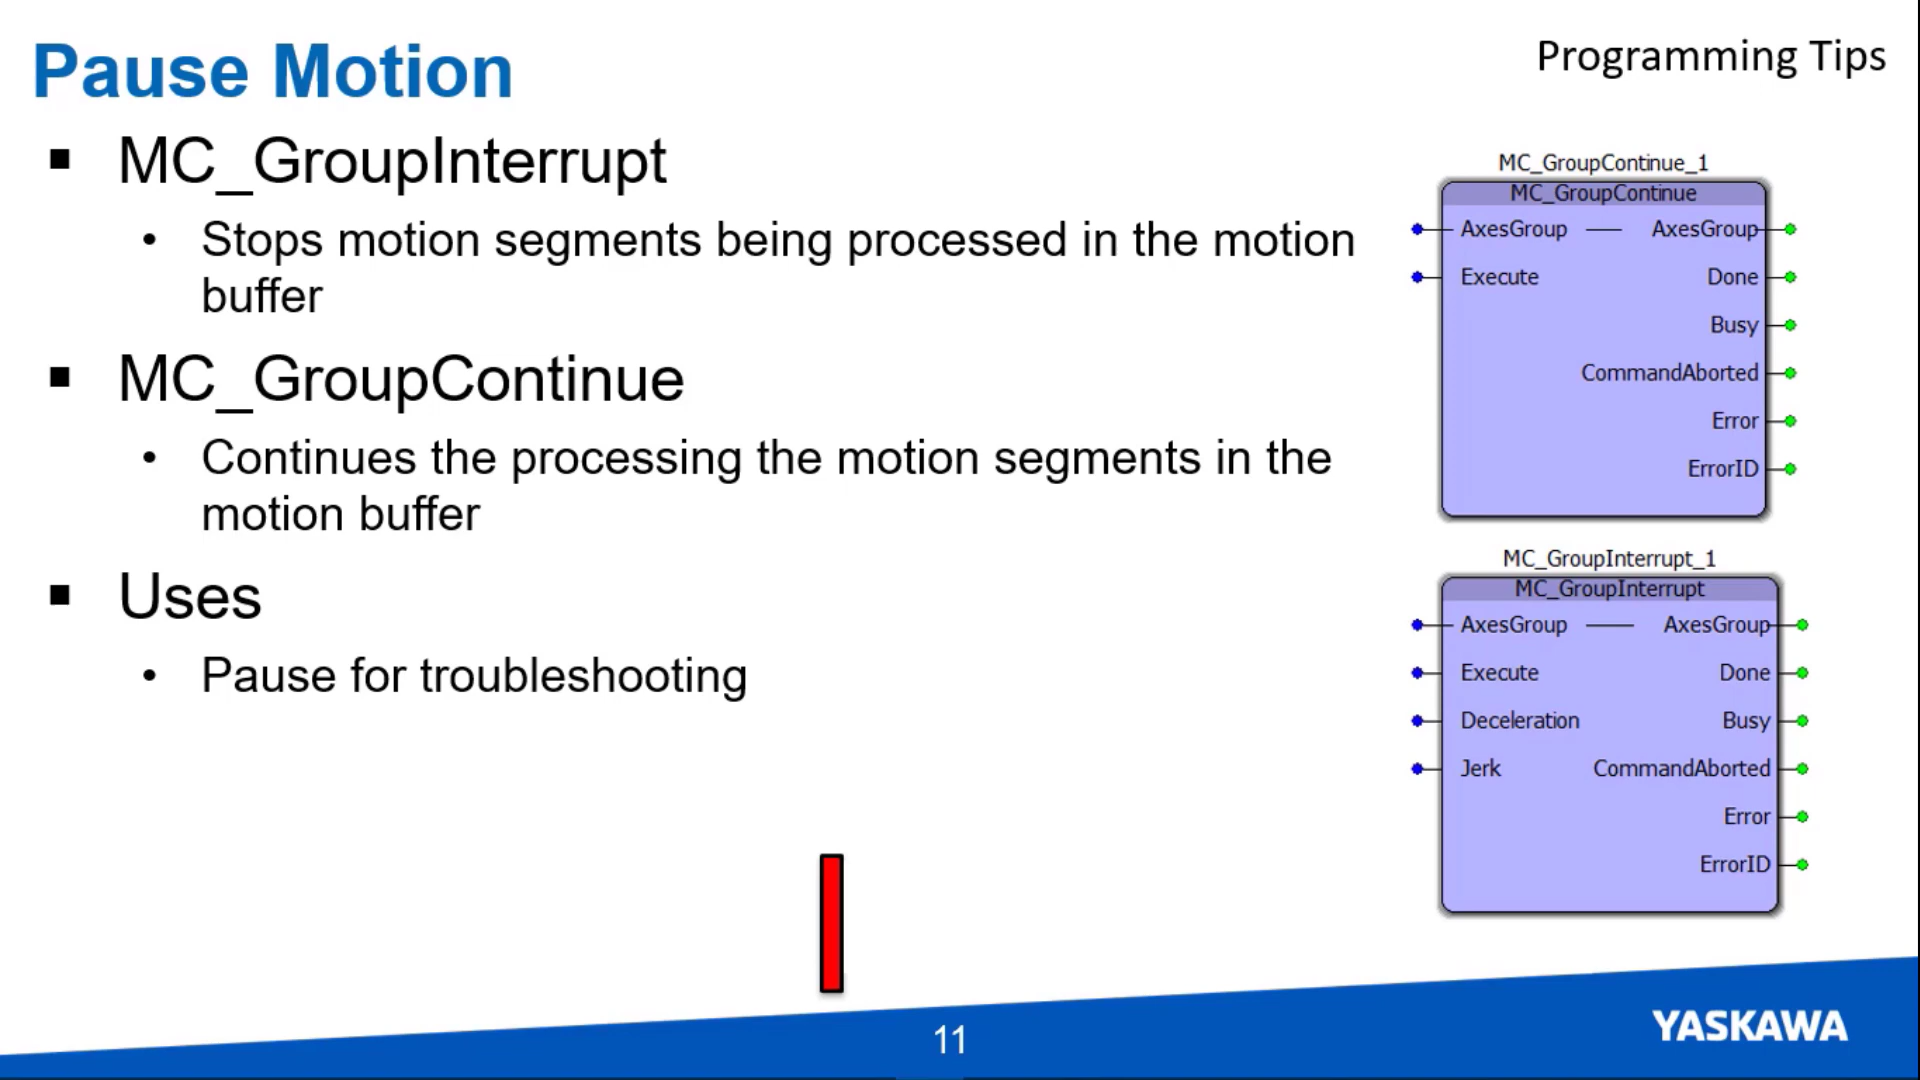 Pause Motion
Programming Tips
MC_GroupInterrupt
Stops motion segments being processed in the motion
buffer
MC_GroupContinue
Continues the processing the motion segments in the
motion buffer
Uses
Pause for troubleshooting
MC_GroupContinue_1
MC_GroupContinue
AxesGroup AxesGroup
Execute Done
Busy
CommandAborted
Error
ErrorID
MC_GroupInterrupt_1
MC_GroupInterrupt
AxesGroup AxesGroup
Execute Done
Deceleration Busy
Jerk CommandAborted
Error
ErrorID
11
YASKAWA